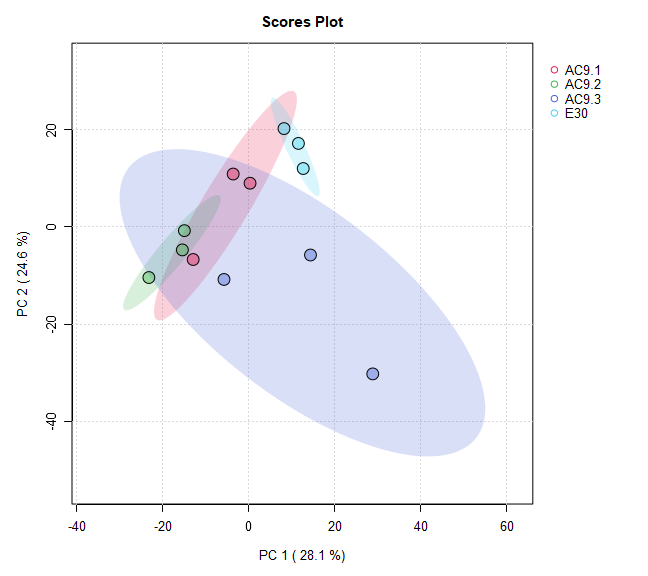 Scores Plot
AC9.1
AC9.2
AC9.3
E30
20
0
-20
-40
PC 2 ( 24.6 %)
-40 -20 0 20 40 60
PC 1 ( 28.1 %)